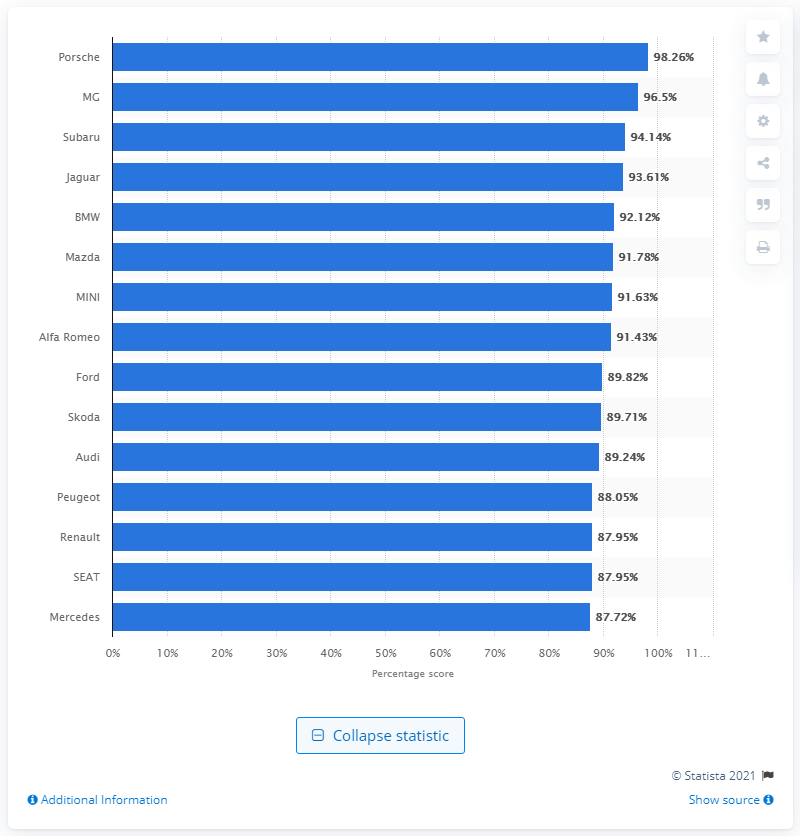 Porsche 98.26%
MG 96.5%
Subaru 94.14%
Jaguar 93.61%
BMW 92.12%
Mazda 91.78%
MINI 91.63%
Alfa Romeo 91.43%
Ford 89.82%
Skoda 89.71%
Audi 89.24%
Peugeot 88.05%
Renault 87.95%
SEAT 87.95%
Mercedes 87.72%
0% 10% 20% 30% 40% 50% 60% 70% 80% 90% 100% 11...
Percentage score
Collapse statistic
© Statista 2021
Additional Information Show source